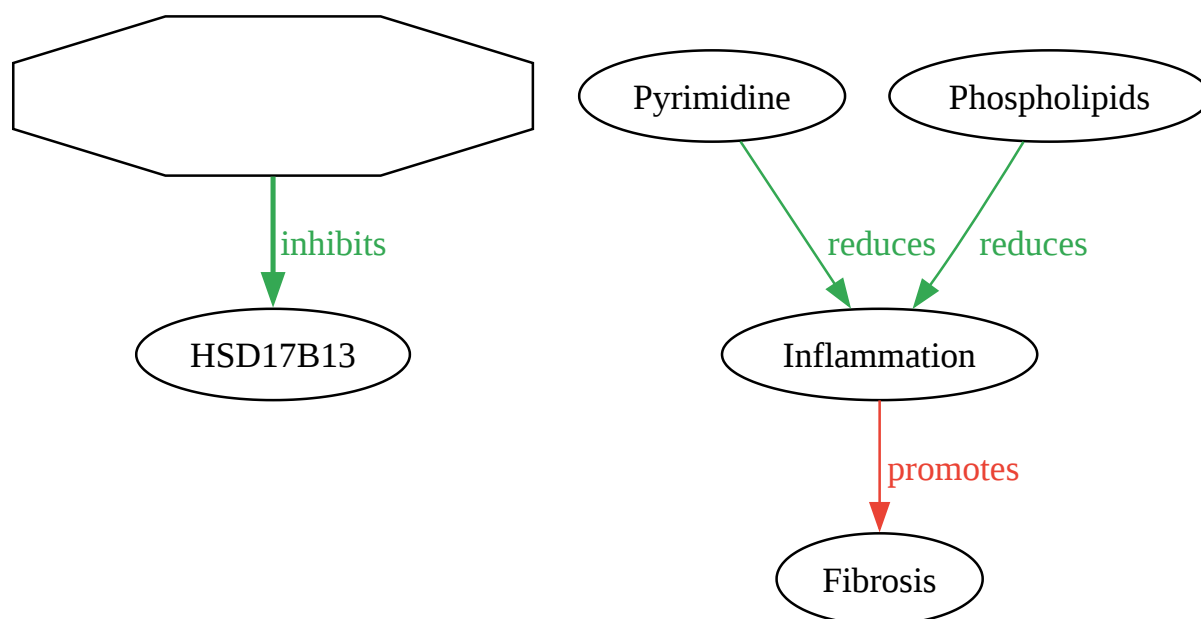 Pyrimidine
Phospholipids
inhibits
reduces
reduces
HSD17B13
Inflammation
promotes
Fibrosis